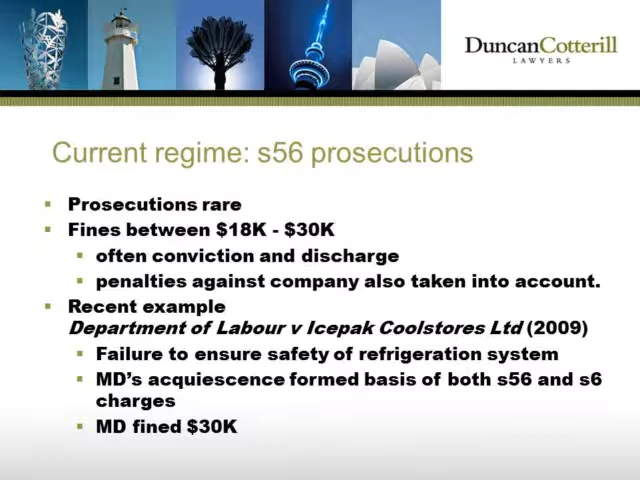 DuncanCotterill
LAWYERS
Current regime: s56 prosecutions
Prosecutions rare
Fines between $18K - $30K
often conviction and discharge
penalties against company also taken into account.
Recent example
Department of Labour v Icepak Coolstores Ltd (2009)
Failure to ensure safety of refrigeration system
MD’s acquiescence formed basis of both s56 and s6
charges
MD fined $30K